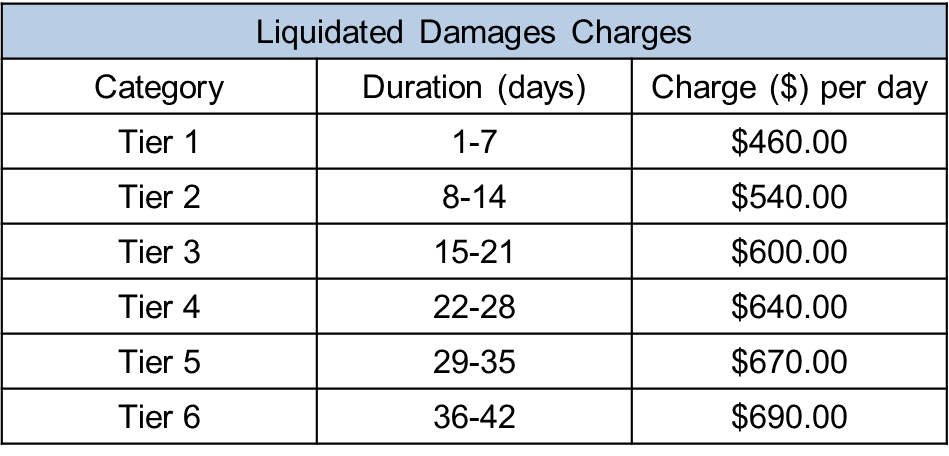 Liquidated Damages Charges
Category Duration (days) Charge ($) per day
Tier 1 1-7 $460.00
Tier 2 8-14 $540.00
Tier 3 15-21 $600.00
Tier 4 22-28 $640.00
Tier 5 29-35 $670.00
Tier 6 36-42 $690.00